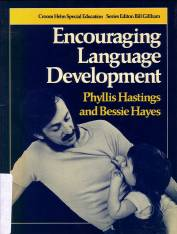 Croom Helm Special Education   Series Editor Bill Gillham
Encouraging
Language
Development
Phyllis Hastings
and Bessie Hayes